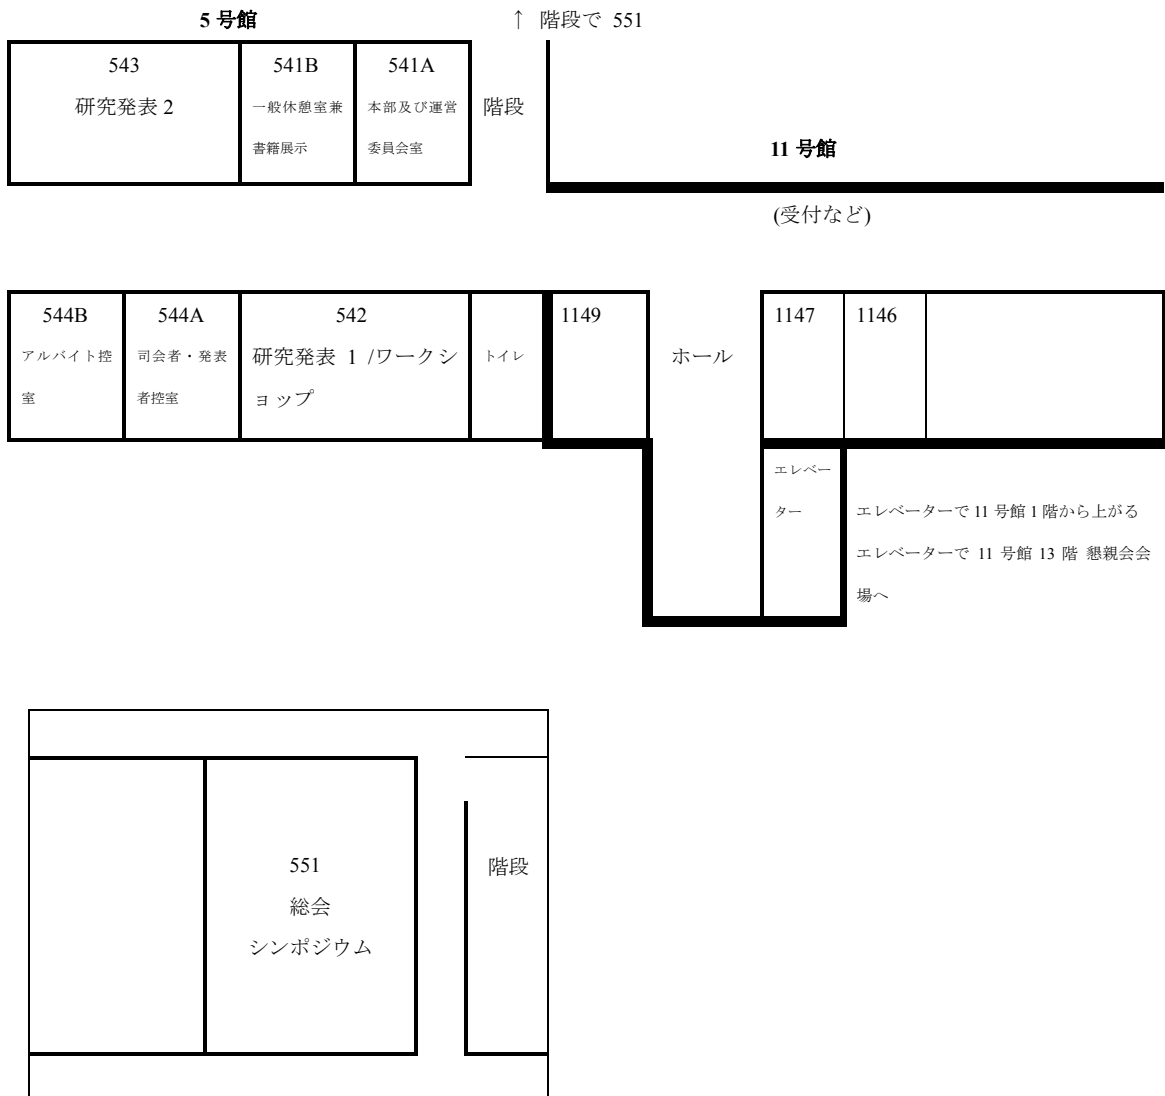 5 号館
↑ 階段で 551
543
研究発表 2
541B
一般休憩室兼
書籍展示
541A
本部及び運営
委員会室
階段
11 号館
(受付など)
544B
アルバイト控
室
544A
司会者・発表
者控室
542
研究発表 1 /ワークシ
ョップ
トイレ
1149
ホール
1147
1146
エレベー
ター
エレベーターで 11 号館 1 階から上がる
エレベーターで 11 号館 13 階 懇親会会
場へ
551
総会
シンポジウム
階段